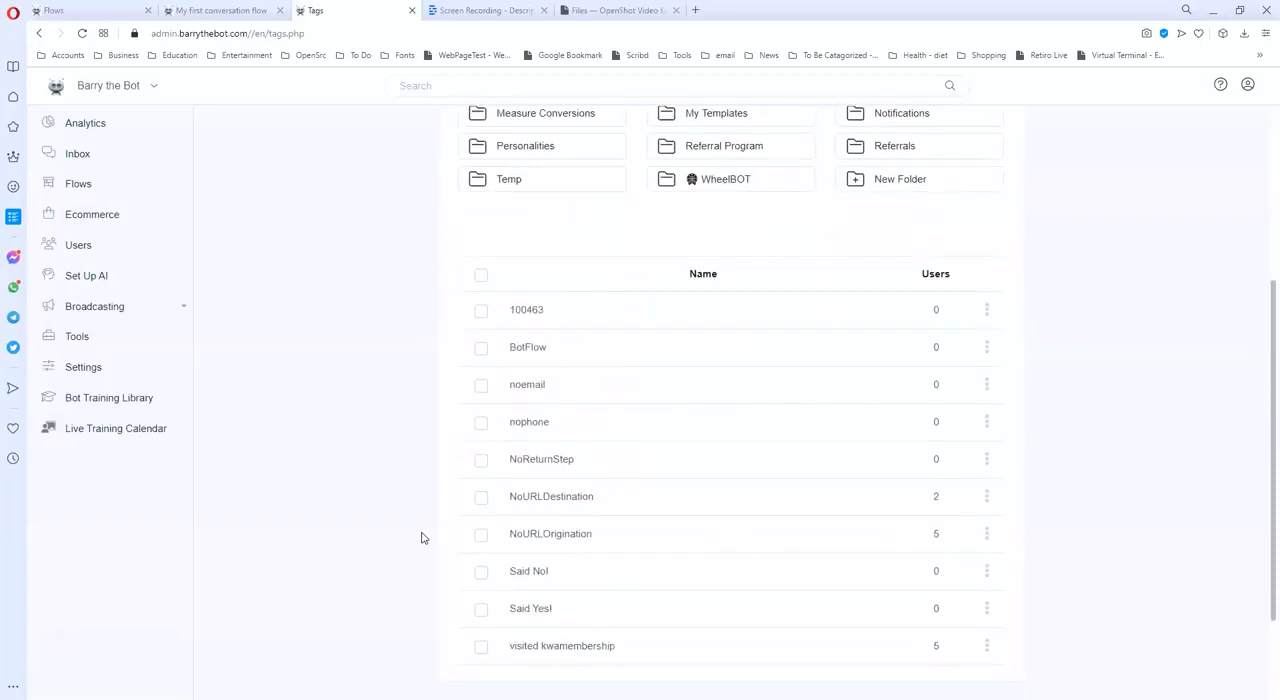 Flows
My first conversation flow
Tags
Screen Recording - Descri
Files — OpenShot Video E
admin.barrythebot.com//en/tags.php
Accounts
Business
Education
Entertainment
OpenSrc
To Do
Fonts
WebPageTest - We...
Google Bookmark
Scribd
Tools
email
News
To Be Catagorized -...
Health - diet
Shopping
Retiro Live
Virtual Terminal - E...
Barry the Bot
Search
Analytics
Inbox
Flows
Ecommerce
Users
Set Up AI
Broadcasting
Tools
Settings
Bot Training Library
Live Training Calendar
Measure Conversions
My Templates
Notifications
Personalities
Referral Program
Referrals
Temp
WheelBOT
New Folder
Name Users
100463 0
BotFlow 0
noemail 0
nophone 0
NoReturnStep 0
NoURLDestination 2
NoURLOrigination 5
Said No! 0
Said Yes! 0
visited kwamembership 5